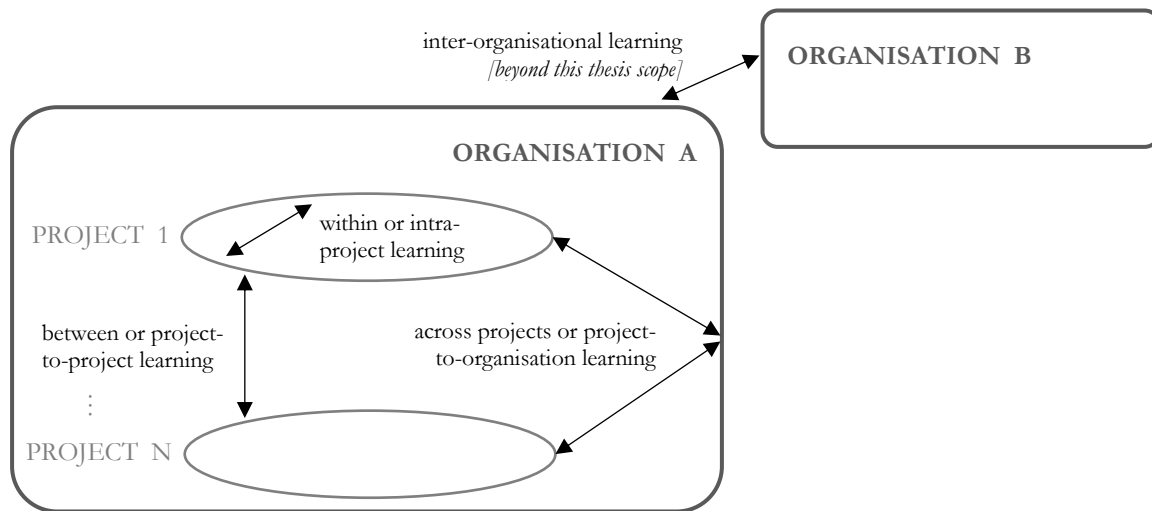 inter-organisational learning
[beyond this thesis scope]
ORGANISATION B
ORGANISATION A
PROJECT 1
within or intra-
project learning
between or project-
to-project learning
across projects or project-
to-organisation learning
⋮
PROJECT N